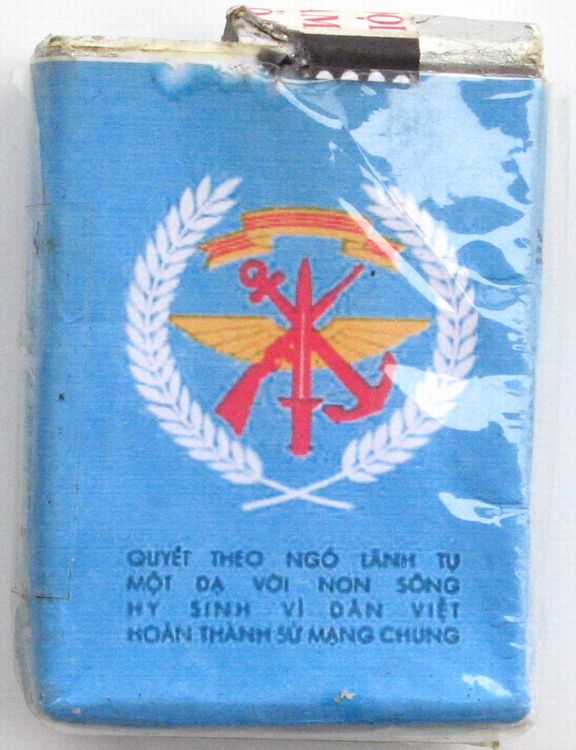 QUYẾT THEO NGÔ LÃNH TỤ
MỘT DẠ VỚI NON SÔNG
HY SINH VÌ DÂN VIỆT
HOÀN THÀNH SỨ MẠNG CHUNG